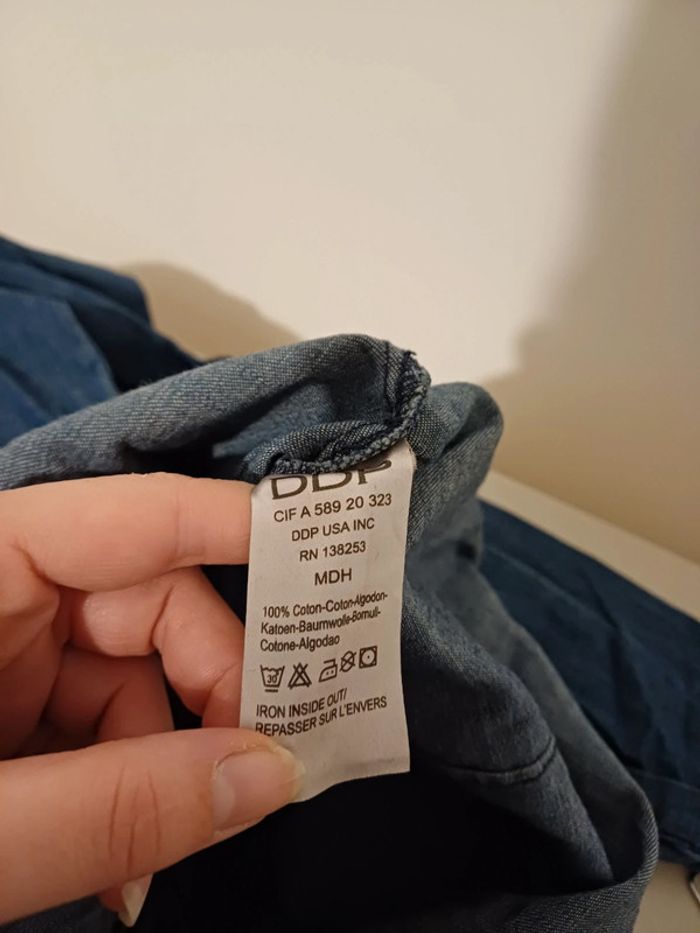 DDP
CIF A 589 20 323
DDP USA INC
RN 138253
MDH
100% Coton-Coton-Algodon-
Katoen-Baumwolle-Bomull-
Cotone-Algodao
30
IRON INSIDE OUT/
REPASSER SUR L'ENVERS